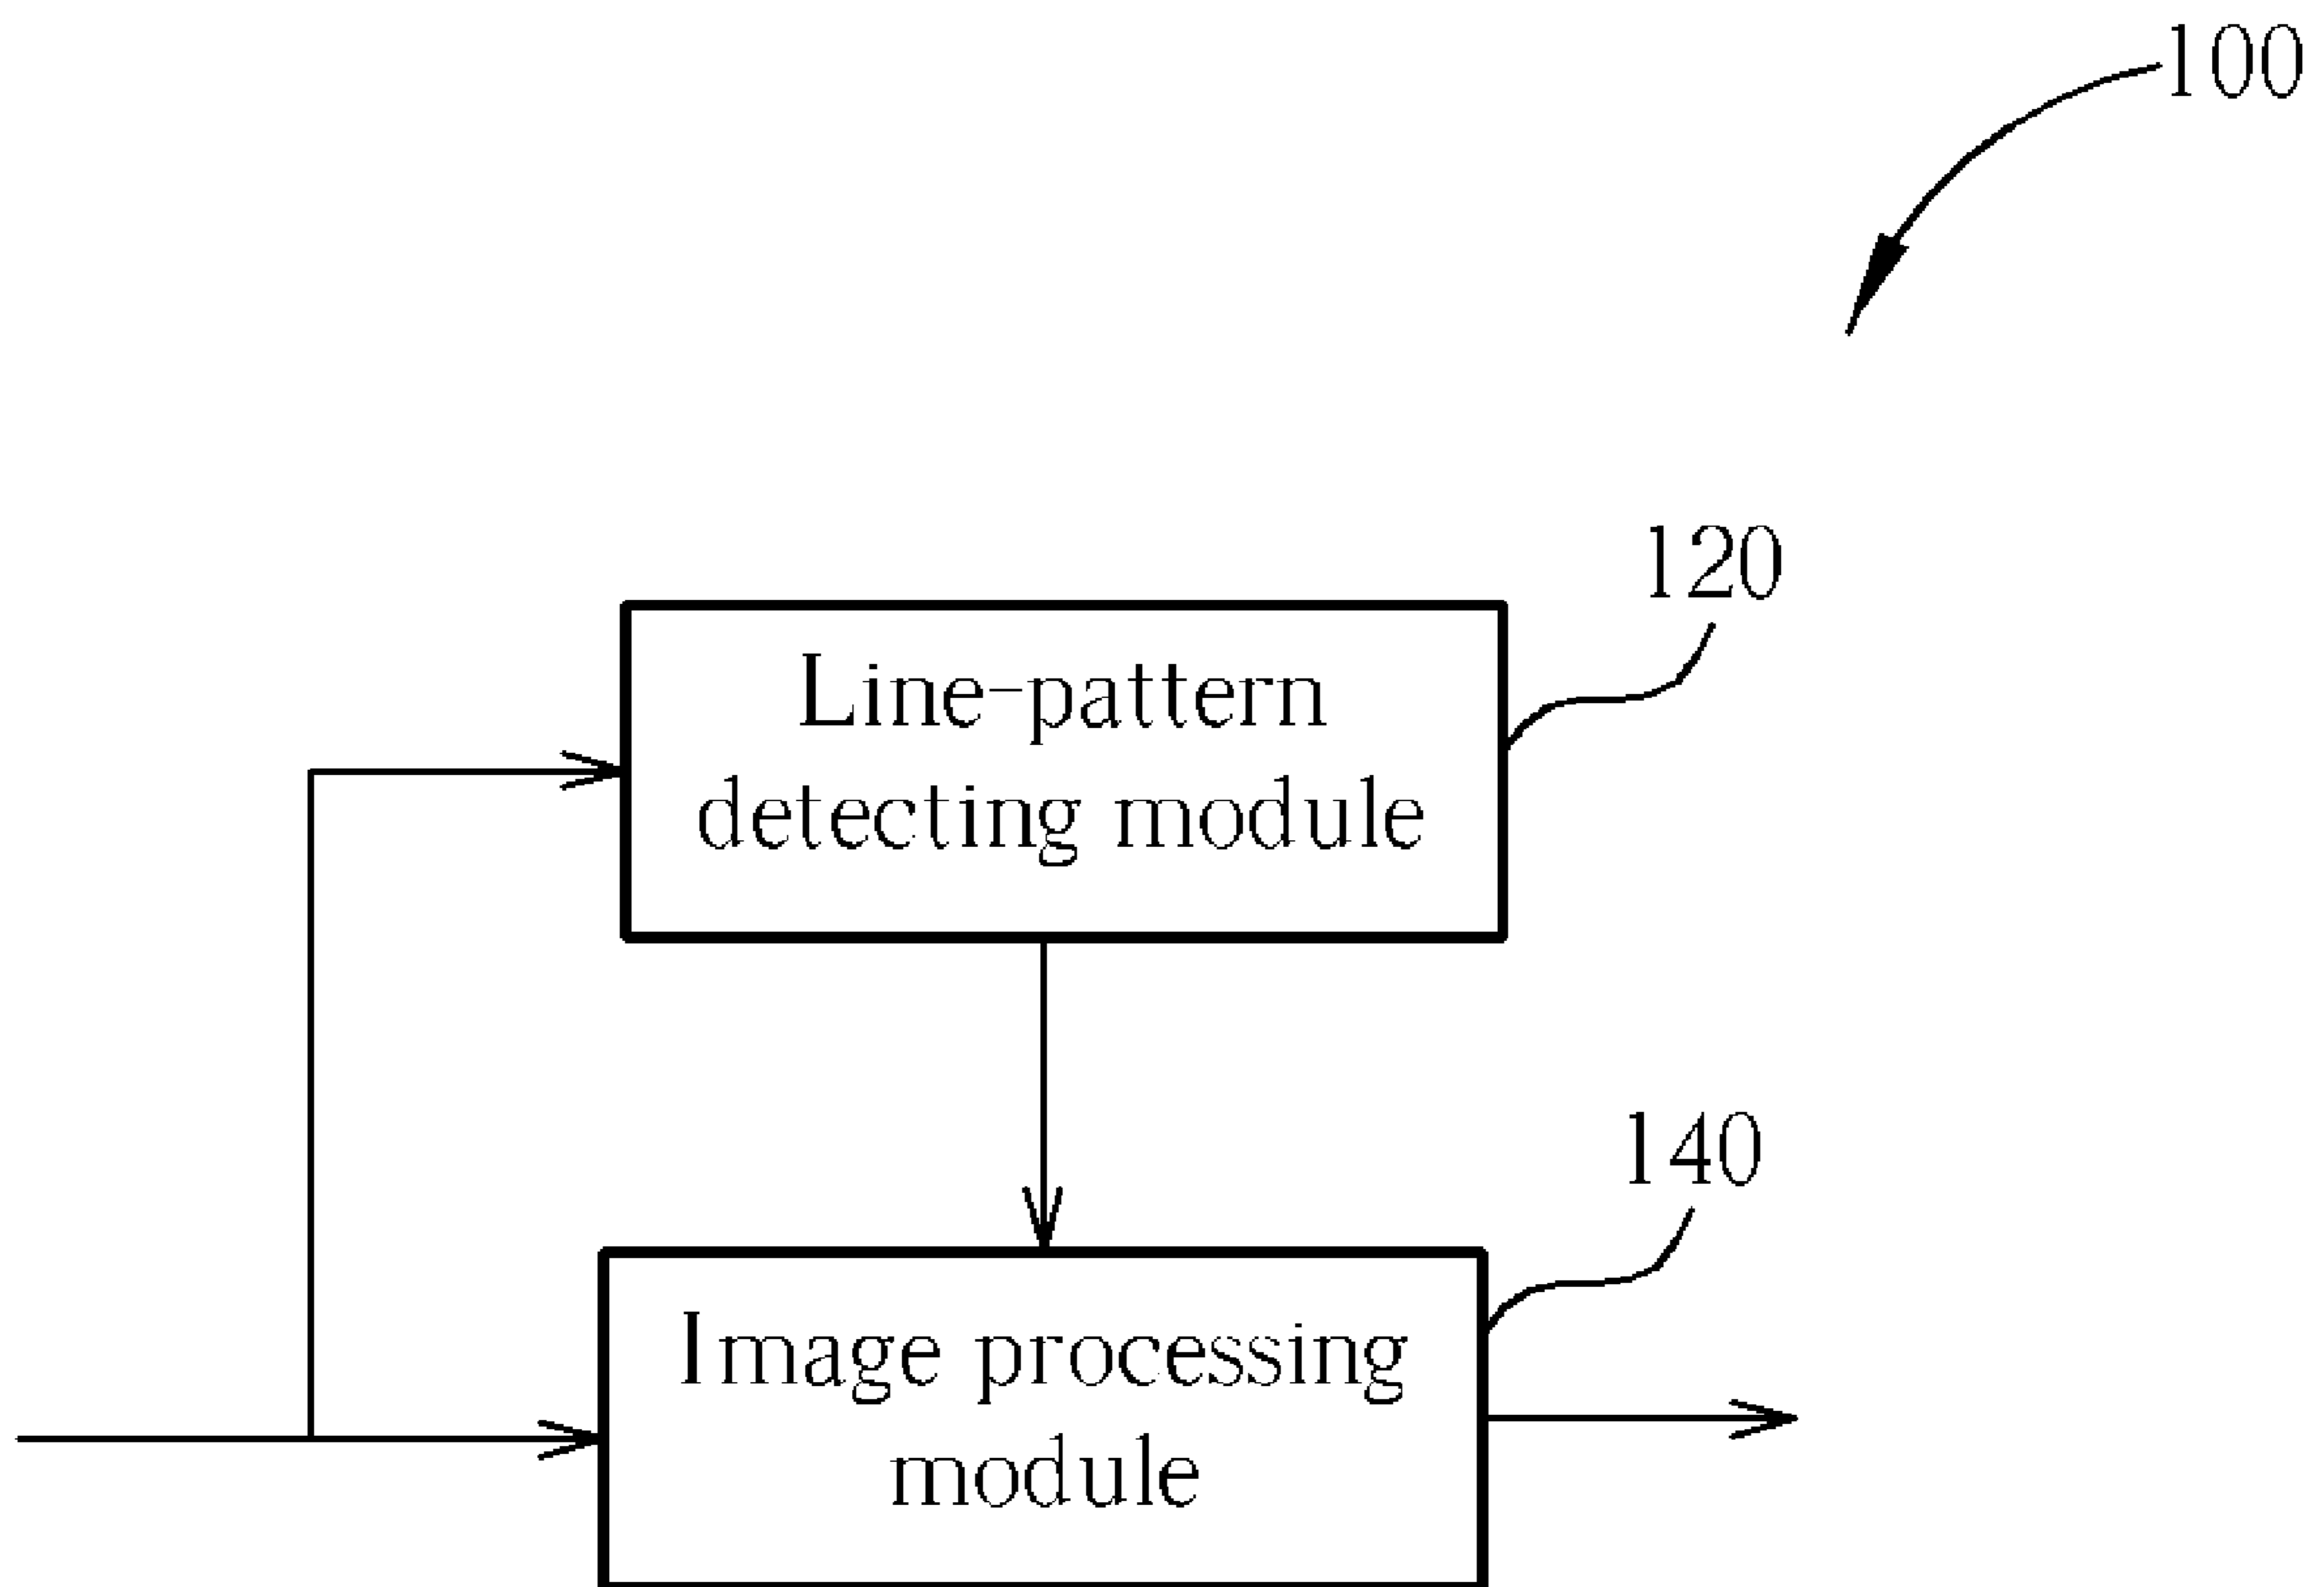 100
120
Line-pattern
detecting module
140
Image processing
module